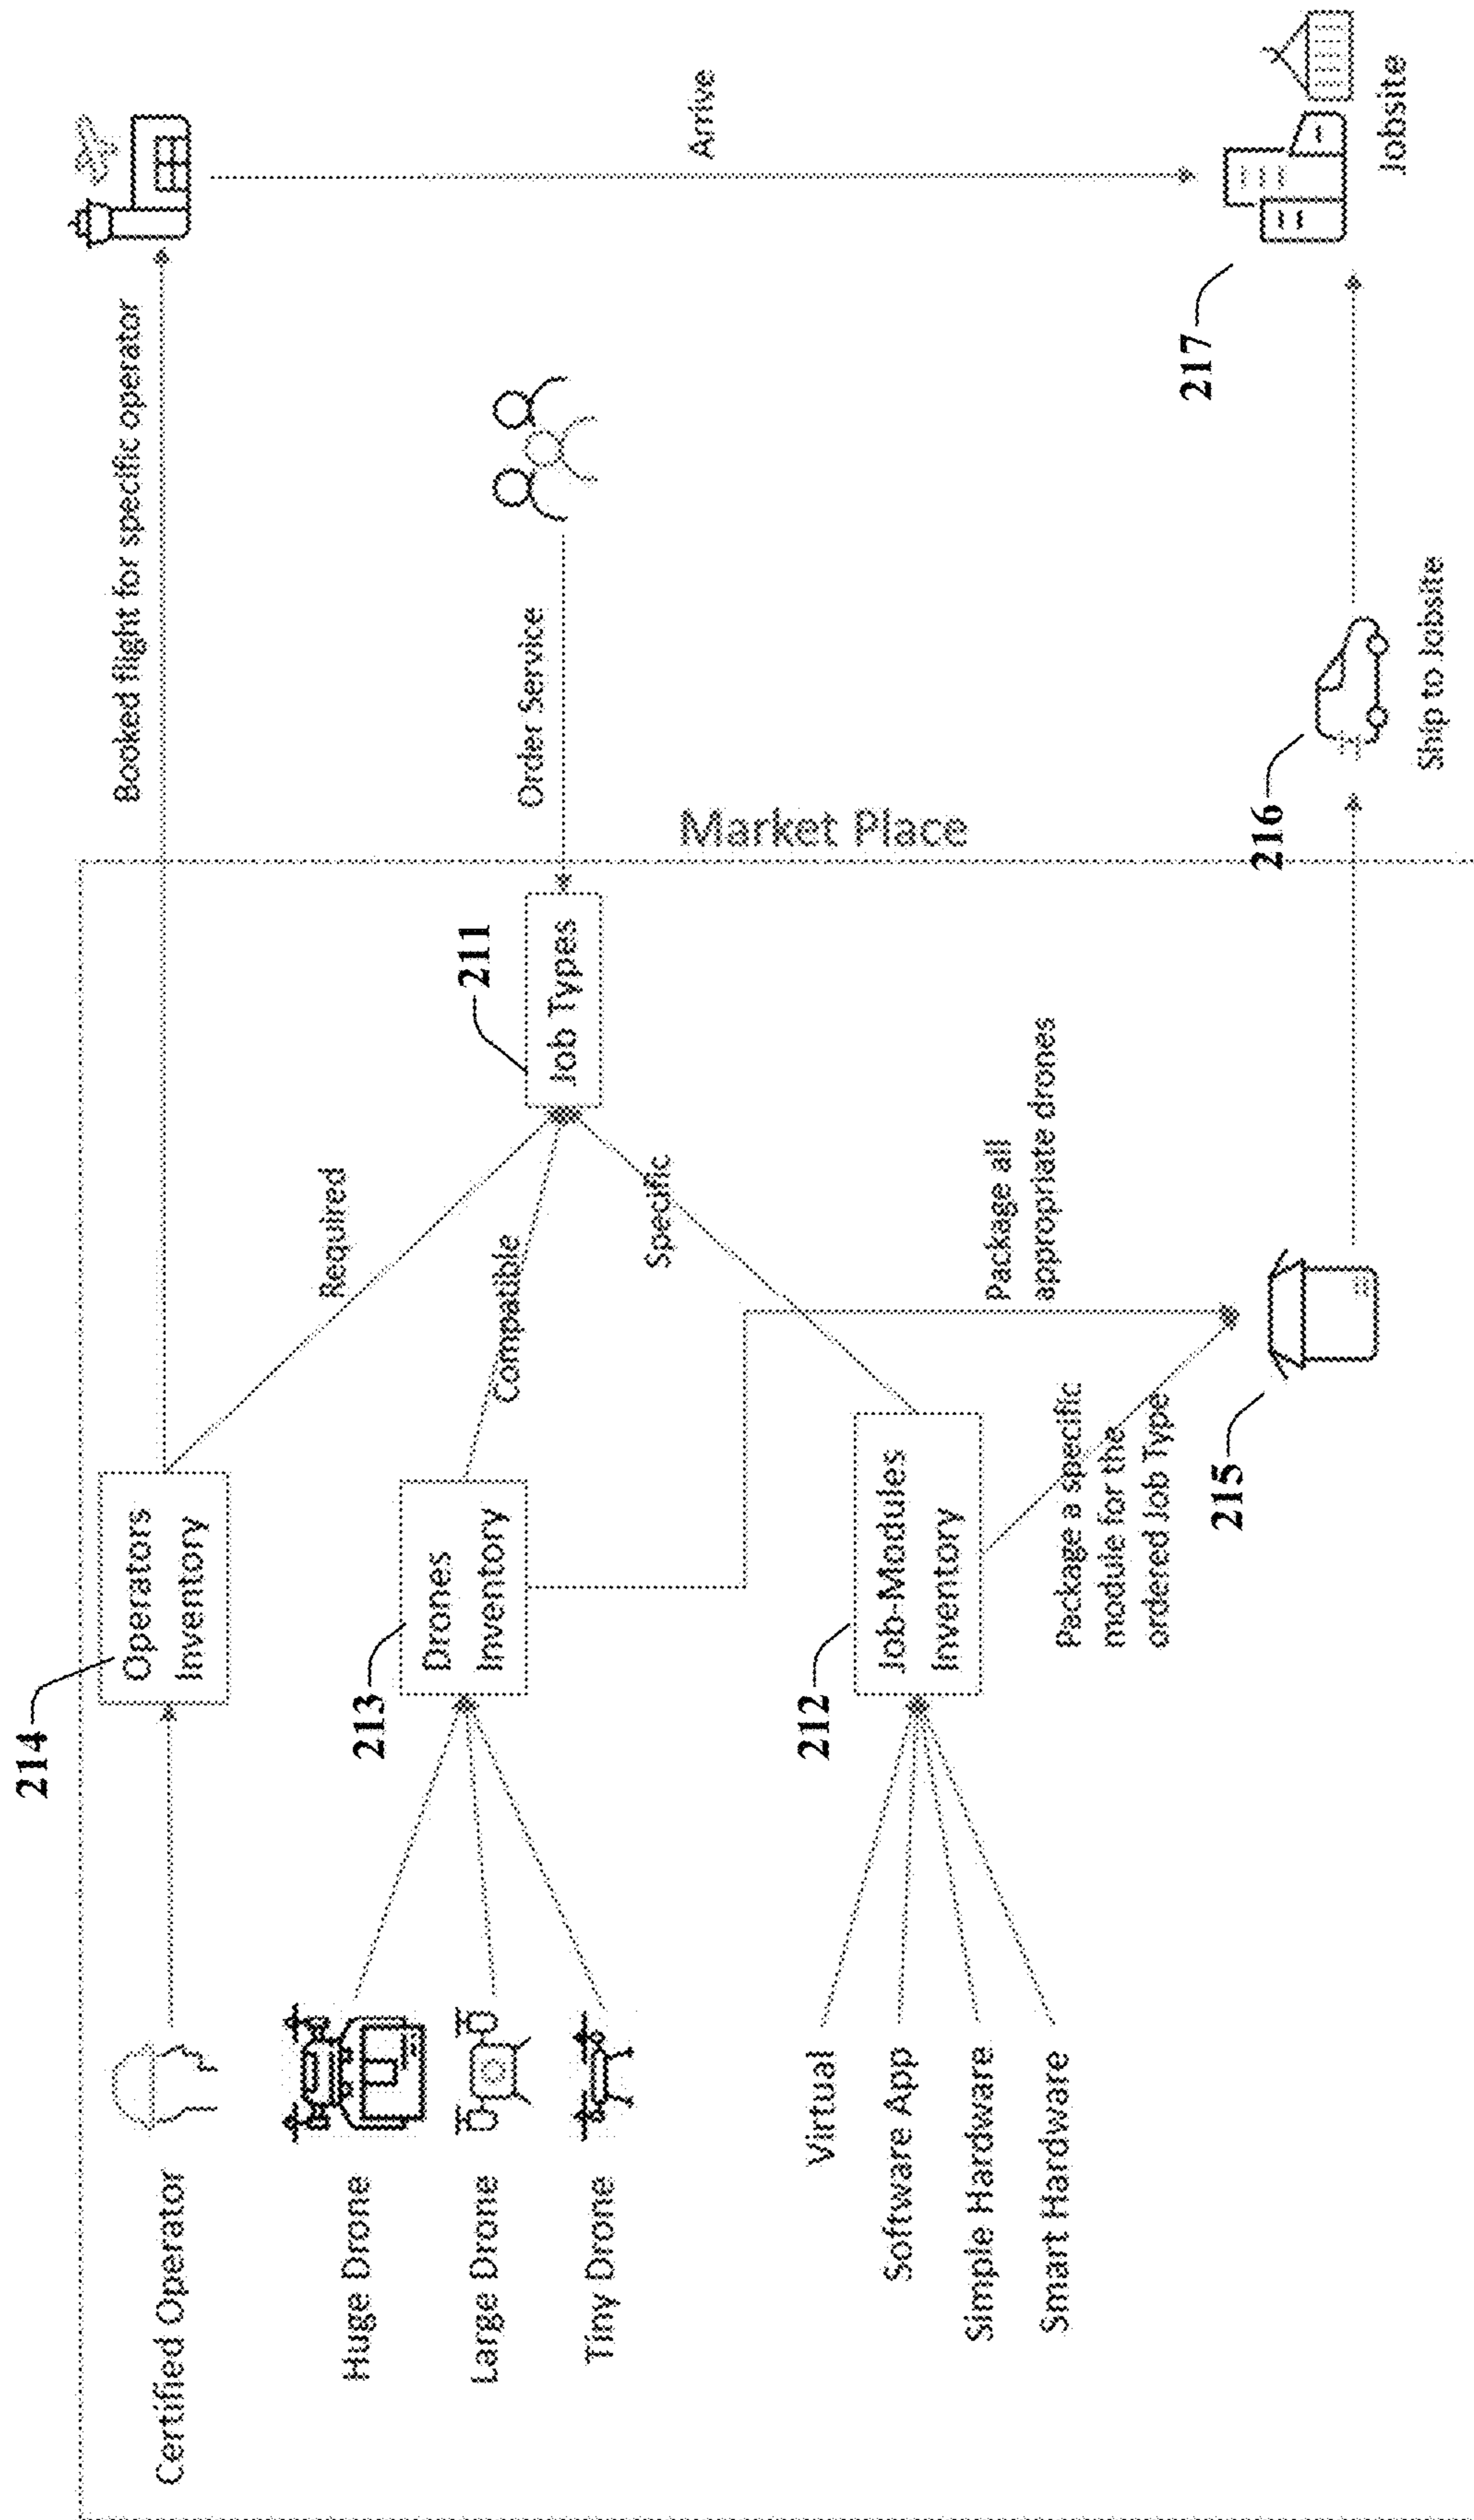 214
Certified Operator
Operators
Inventory
Booked flight for specific operator
Required
Huge Drone
Large Drone
Tiny Drone
213
Drones
Inventory
Compatible
211
Job Types
Order Service
Specific
Market Place
Arrive
Virtual
Software App
Simple Hardware
Smart Hardware
212
Job-Modules
Inventory
Package all
appropriate drones
Package a specific
module for the
ordered Job Type
215
216
Ship to Jobsite
217
Jobsite